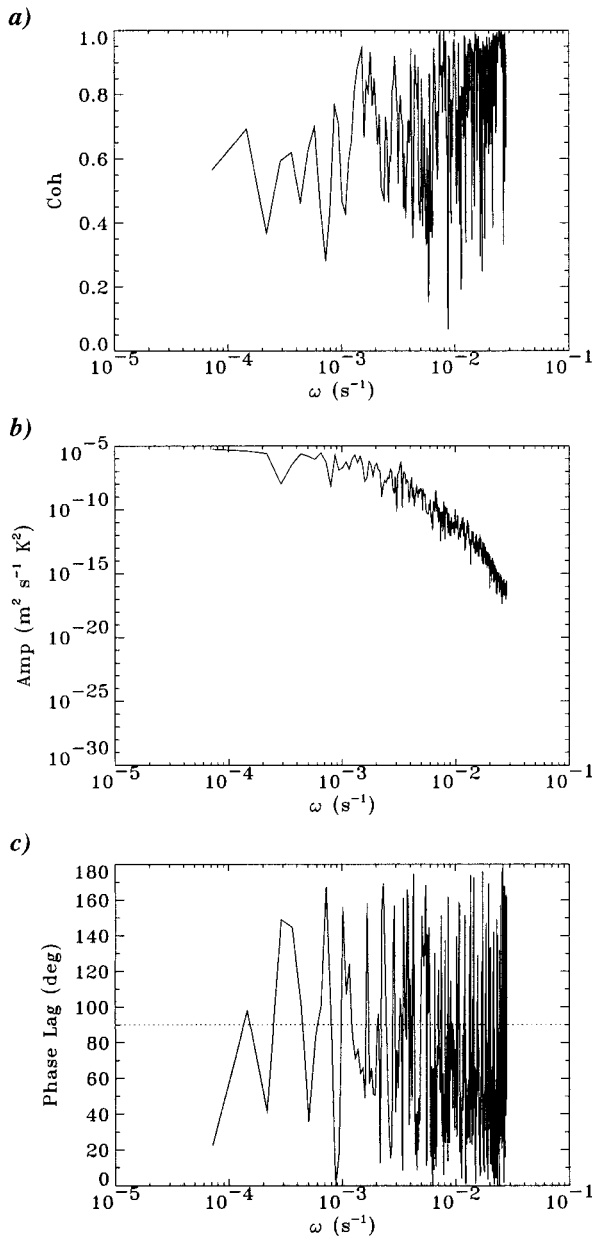 a)
1.0
0.8
0.6
0.4
0.2
0.0
Coh
10⁻⁵ 10⁻⁴ 10⁻³ 10⁻² 10⁻¹
ω (s⁻¹)
b)
10⁻⁵
10⁻¹⁰
10⁻¹⁵
10⁻²⁰
10⁻²⁵
10⁻³⁰
Amp (m² s⁻¹ K²)
10⁻⁵ 10⁻⁴ 10⁻³ 10⁻² 10⁻¹
ω (s⁻¹)
c)
180
160
140
120
100
80
60
40
20
0
Phase Lag (deg)
10⁻⁵ 10⁻⁴ 10⁻³ 10⁻² 10⁻¹
ω (s⁻¹)